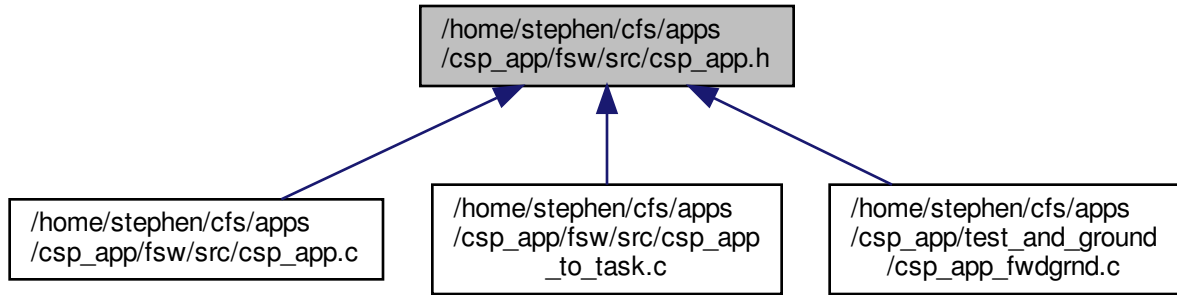 /home/stephen/cfs/apps
/csp_app/fsw/src/csp_app.h
/home/stephen/cfs/apps
/csp_app/fsw/src/csp_app.c
/home/stephen/cfs/apps
/csp_app/fsw/src/csp_app
_to_task.c
/home/stephen/cfs/apps
/csp_app/test_and_ground
/csp_app_fwdgrnd.c